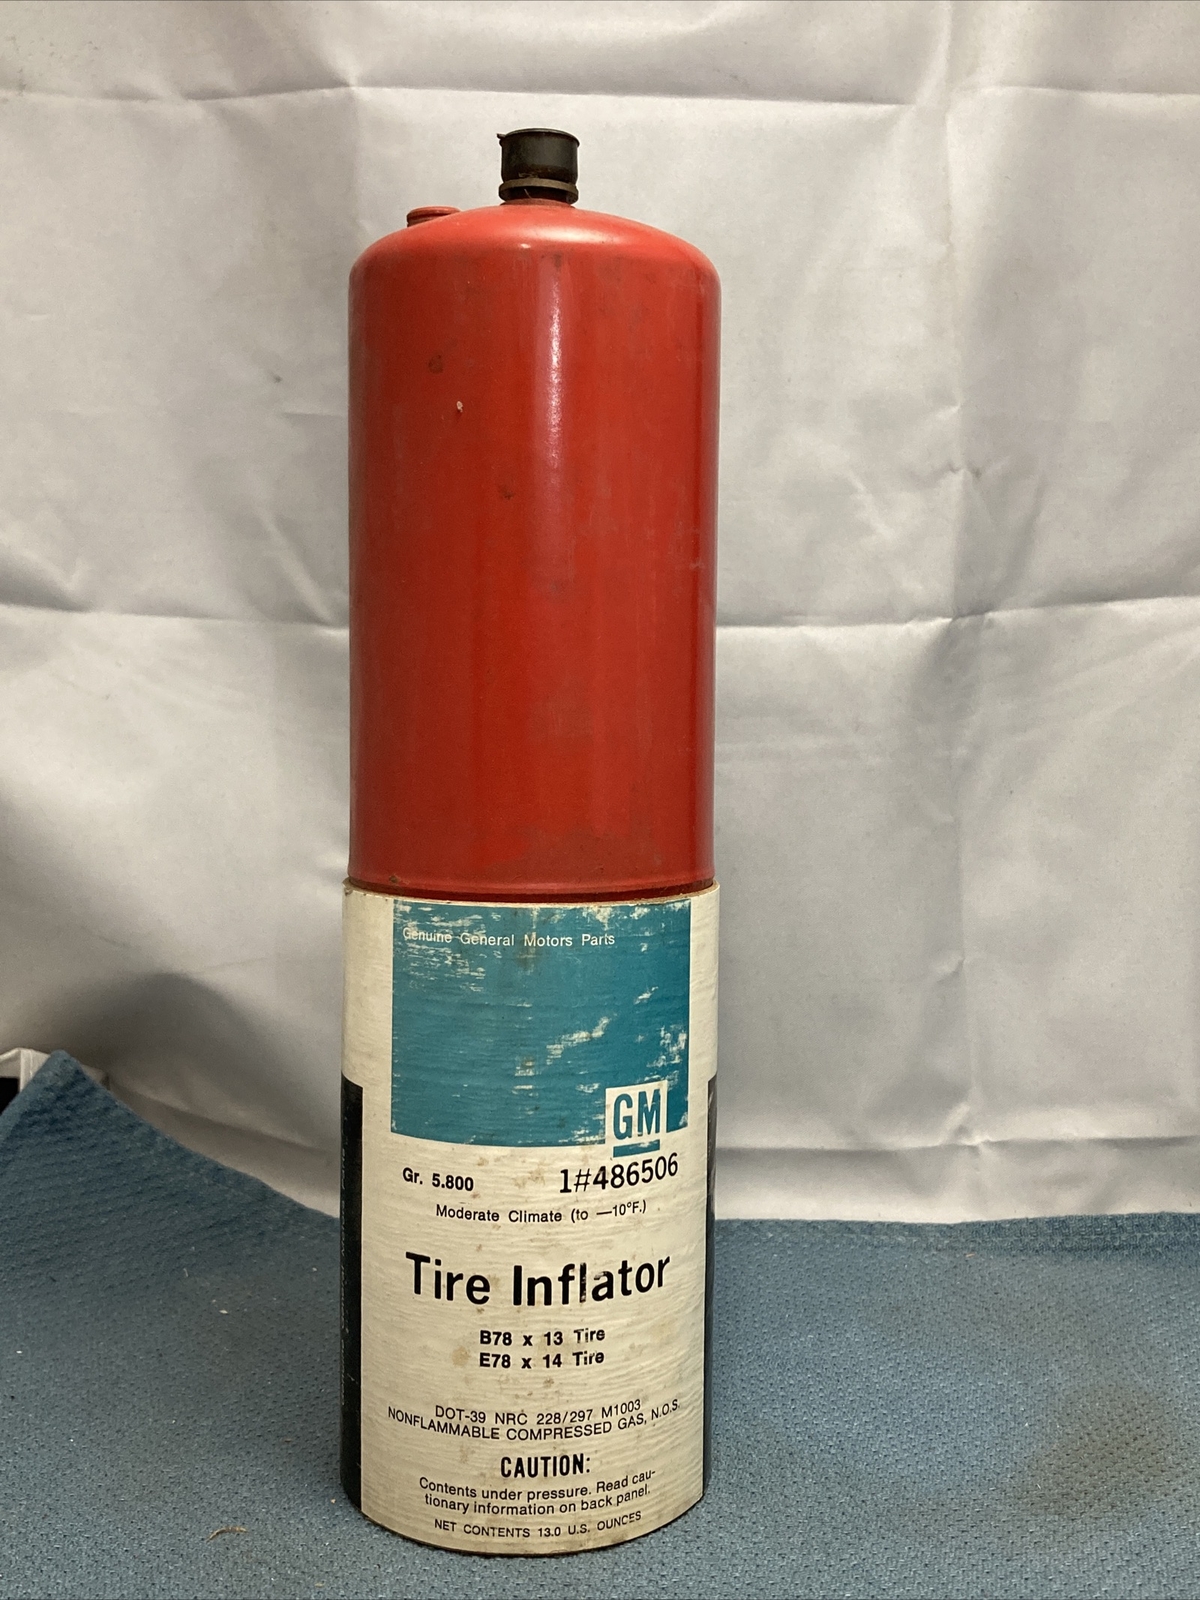 Genuine General Motors Parts
GM
Gr. 5.800 1#486506
Moderate Climate (to —10°F.)
Tire Inflator
B78 x 13 Tire
E78 x 14 Tire
DOT-39 NRC 228/297 M1003
NONFLAMMABLE COMPRESSED GAS, N.O.S.
CAUTION:
Contents under pressure. Read cau-
tionary information on back panel.
NET CONTENTS 13.0 U.S. OUNCES